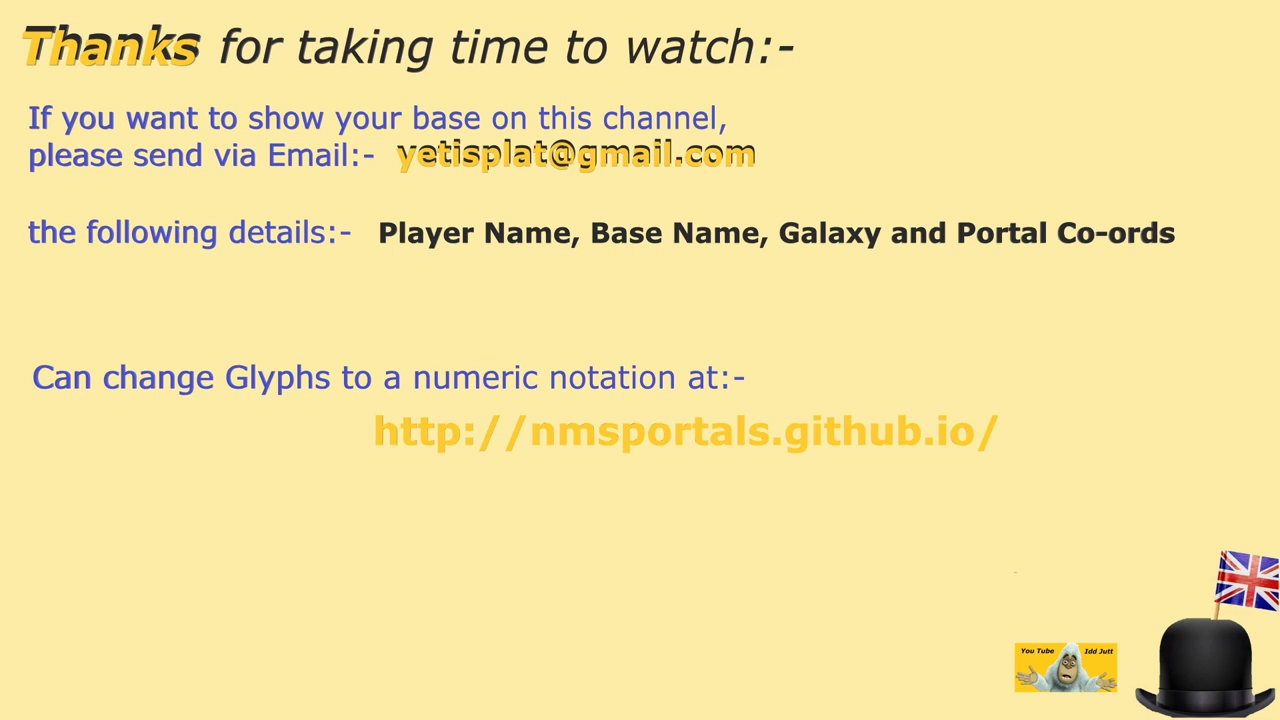 Thanks for taking time to watch:-
If you want to show your base on this channel,
please send via Email:- yetisplat@gmail.com
the following details:- Player Name, Base Name, Galaxy and Portal Co-ords
Can change Glyphs to a numeric notation at:-
http://nmsportals.github.io/
You Tube Idd Jutt